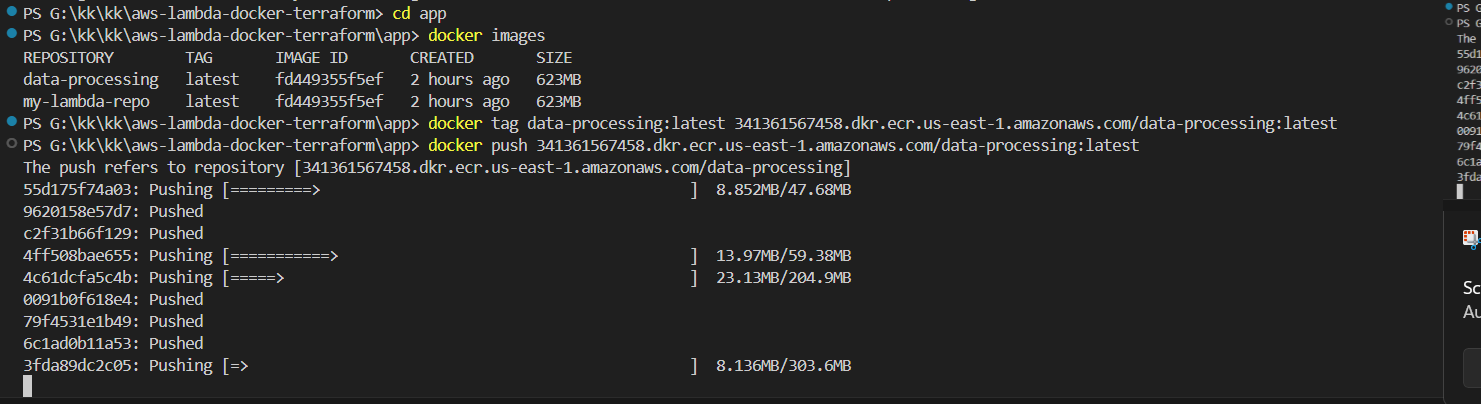 PS G:\kk\kk\aws-lambda-docker-terraform> cd app
PS G:\kk\kk\aws-lambda-docker-terraform\app> docker images
REPOSITORY TAG IMAGE ID CREATED SIZE
data-processing latest fd449355f5ef 2 hours ago 623MB
my-lambda-repo latest fd449355f5ef 2 hours ago 623MB
PS G:\kk\kk\aws-lambda-docker-terraform\app> docker tag data-processing:latest 341361567458.dkr.ecr.us-east-1.amazonaws.com/data-processing:latest
PS G:\kk\kk\aws-lambda-docker-terraform\app> docker push 341361567458.dkr.ecr.us-east-1.amazonaws.com/data-processing:latest
The push refers to repository [341361567458.dkr.ecr.us-east-1.amazonaws.com/data-processing]
55d175f74a03: Pushing [=========> ] 8.852MB/47.68MB
9620158e57d7: Pushed
c2f31b66f129: Pushed
4ff508bae655: Pushing [===========> ] 13.97MB/59.38MB
4c61dcfa5c4b: Pushing [=====> ] 23.13MB/204.9MB
0091b0f618e4: Pushed
79f4531e1b49: Pushed
6c1ad0b11a53: Pushed
3fda89dc2c05: Pushing [=> ] 8.136MB/303.6MB
PS G
PS G
The
55d1
9620
c2f3
4ff5
4c61
0091
79f4
6c1a
3fda
Sc
Au